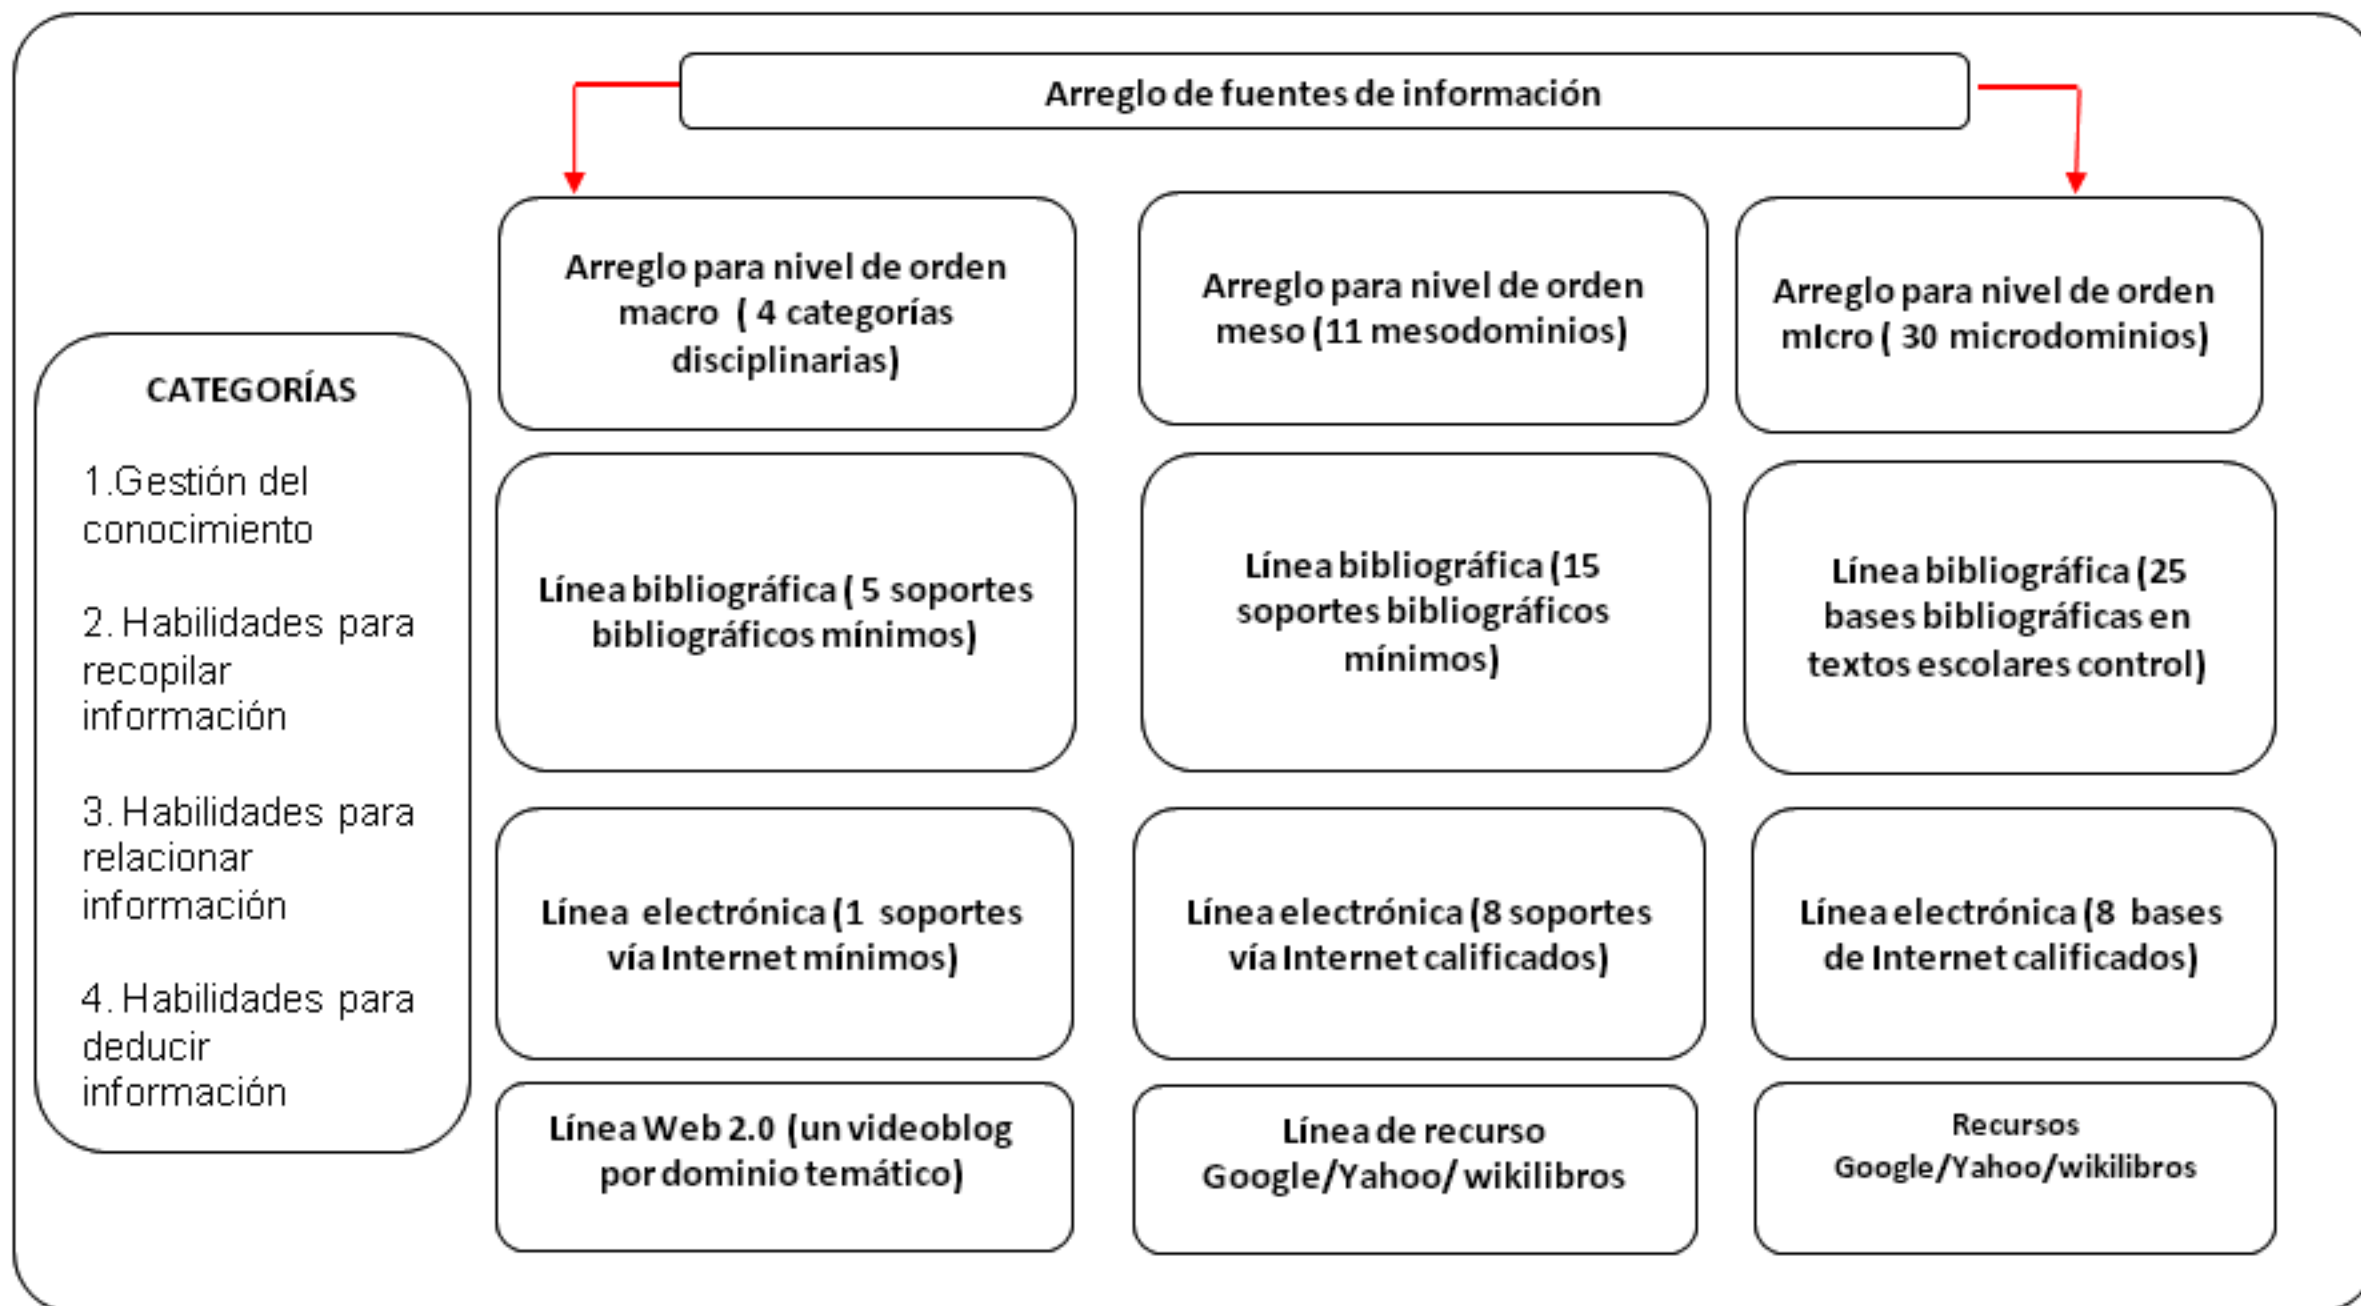 Arreglo de fuentes de información
CATEGORÍAS
1.Gestión del
conocimiento
2. Habilidades para
recopilar
información
3. Habilidades para
relacionar
información
4. Habilidades para
deducir
información
Arreglo para nivel de orden
macro ( 4 categorías
disciplinarias)
Arreglo para nivel de orden
meso (11 mesodominios)
Arreglo para nivel de orden
mIcro ( 30 microdominios)
Línea bibliográfica ( 5 soportes
bibliográficos mínimos)
Línea bibliográfica (15
soportes bibliográficos
mínimos)
Línea bibliográfica (25
bases bibliográficas en
textos escolares control)
Línea electrónica (1 soportes
vía Internet mínimos)
Línea electrónica (8 soportes
vía Internet calificados)
Línea electrónica (8 bases
de Internet calificados)
Línea Web 2.0 (un videoblog
por dominio temático)
Línea de recurso
Google/Yahoo/ wikilibros
Recursos
Google/Yahoo/wikilibros